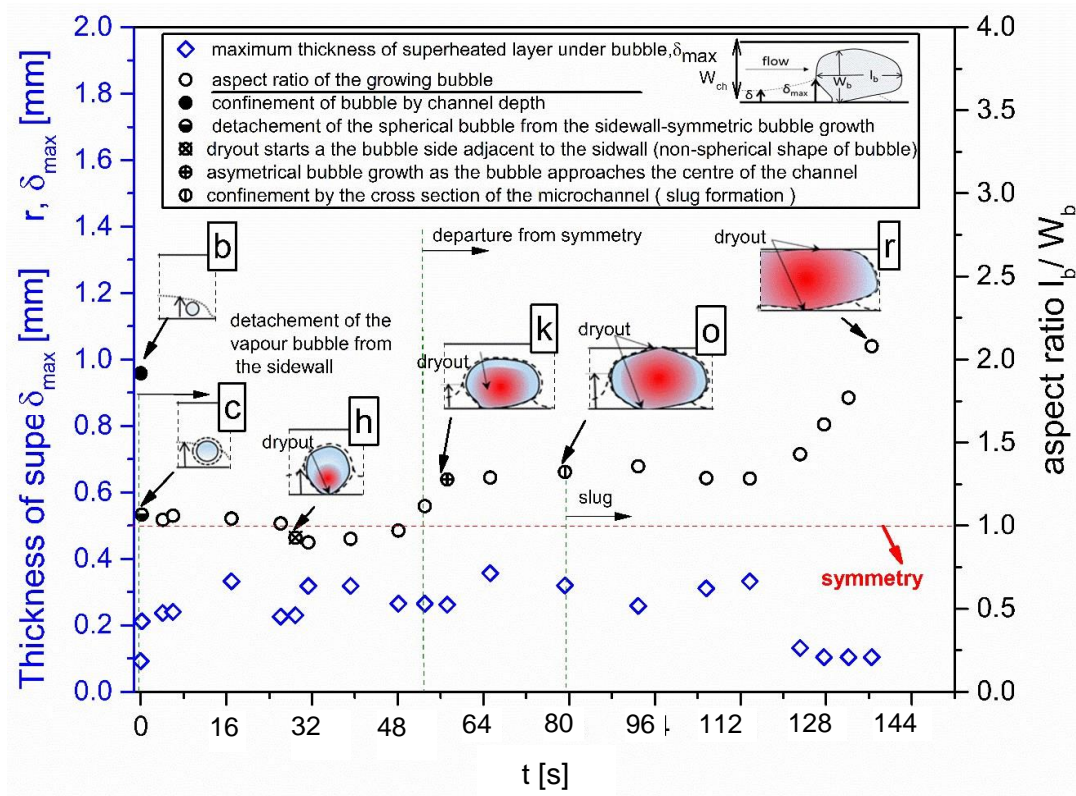 2.0
1.8
1.6
1.4
1.2
1.0
0.8
0.6
0.4
0.2
0.0
Thickness of supe δmax [mm] r, δmax [mm]
maximum thickness of superheated layer under bubble,δmax
aspect ratio of the growing bubble
confinement of bubble by channel depth
detachement of the spherical bubble from the sidewall-symmetric bubble growth
dryout starts a the bubble side adjacent to the sidwall (non-spherical shape of bubble)
asymetrical bubble growth as the bubble approaches the centre of the channel
confinement by the cross section of the microchannel ( slug formation )
Wch
flow
Wb
lb
δ
δmax
b
detachement of the
vapour bubble from
the sidewall
c
dryout
h
departure from symmetry
dryout
k
dryout
o
dryout
r
slug
symmetry
4.0
3.5
3.0
2.5
2.0
1.5
1.0
0.5
0.0
aspect ratio lb/ Wb
0 16 32 48 64 80 96 112 128 144
t [s]